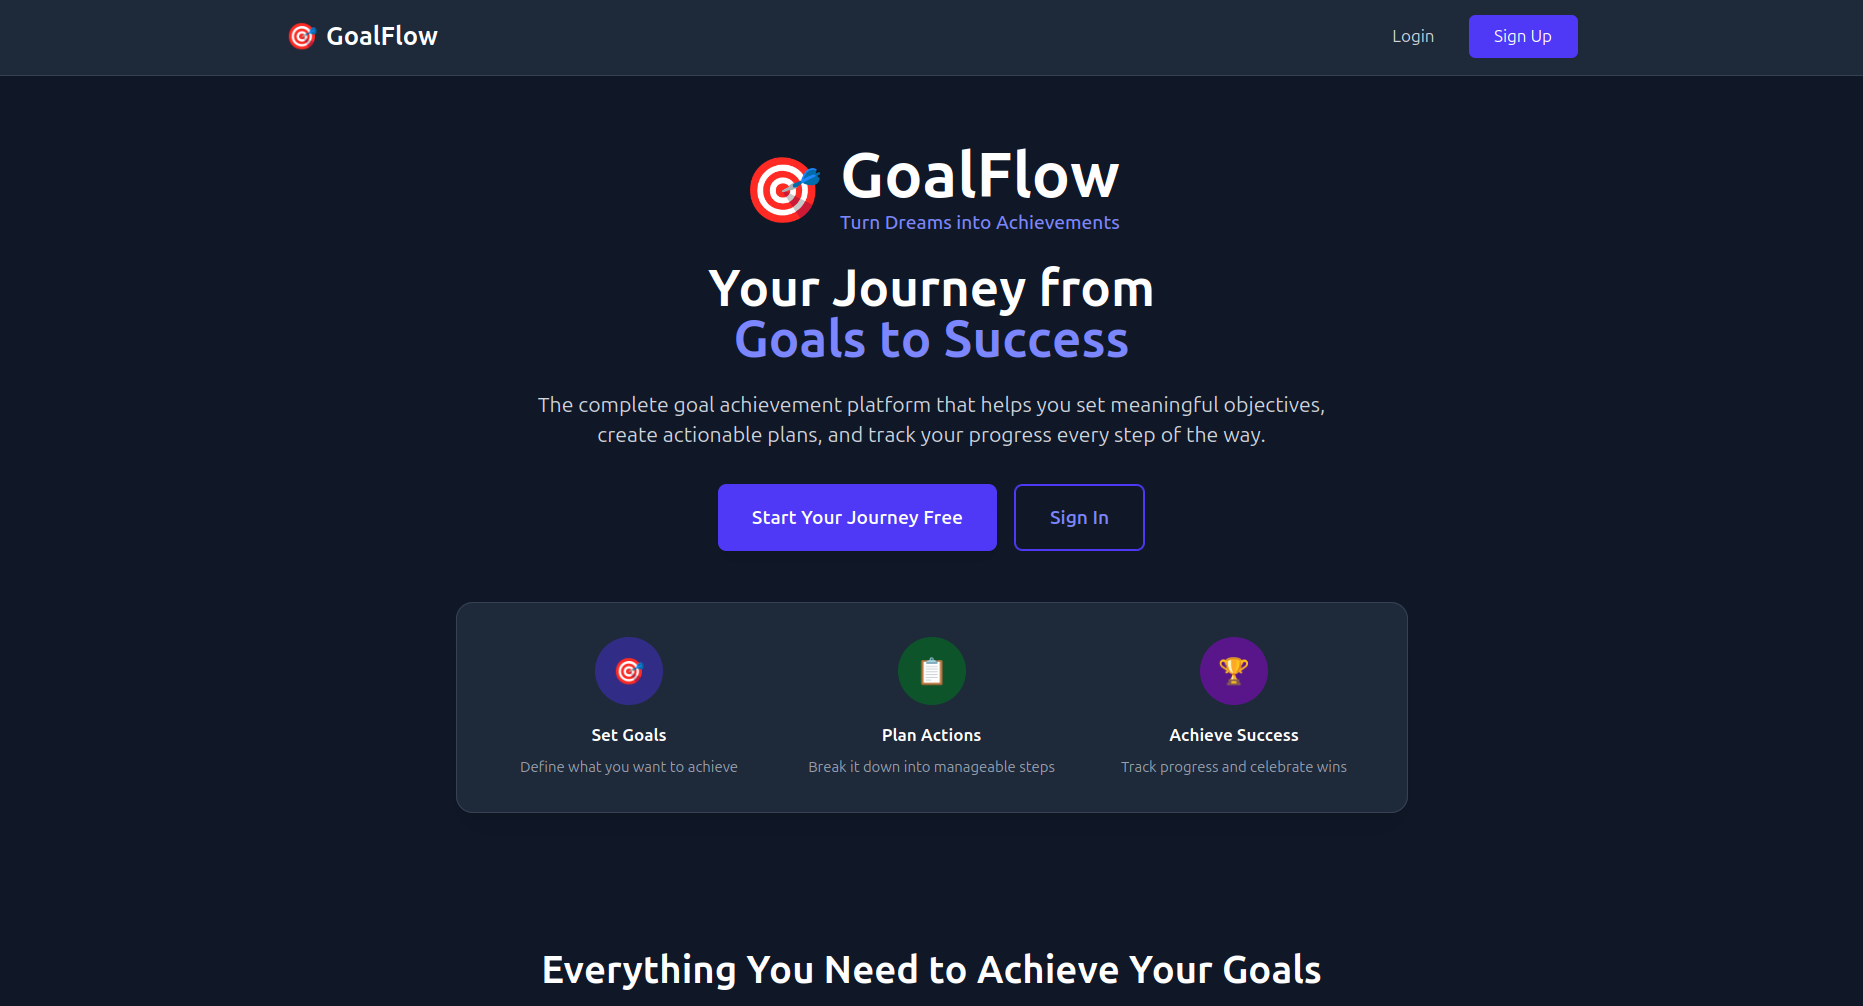 GoalFlow
Login
Sign Up
GoalFlow
Turn Dreams into Achievements
Your Journey from
Goals to Success
The complete goal achievement platform that helps you set meaningful objectives,
create actionable plans, and track your progress every step of the way.
Start Your Journey Free
Sign In
Set Goals
Define what you want to achieve
Plan Actions
Break it down into manageable steps
Achieve Success
Track progress and celebrate wins
Everything You Need to Achieve Your Goals